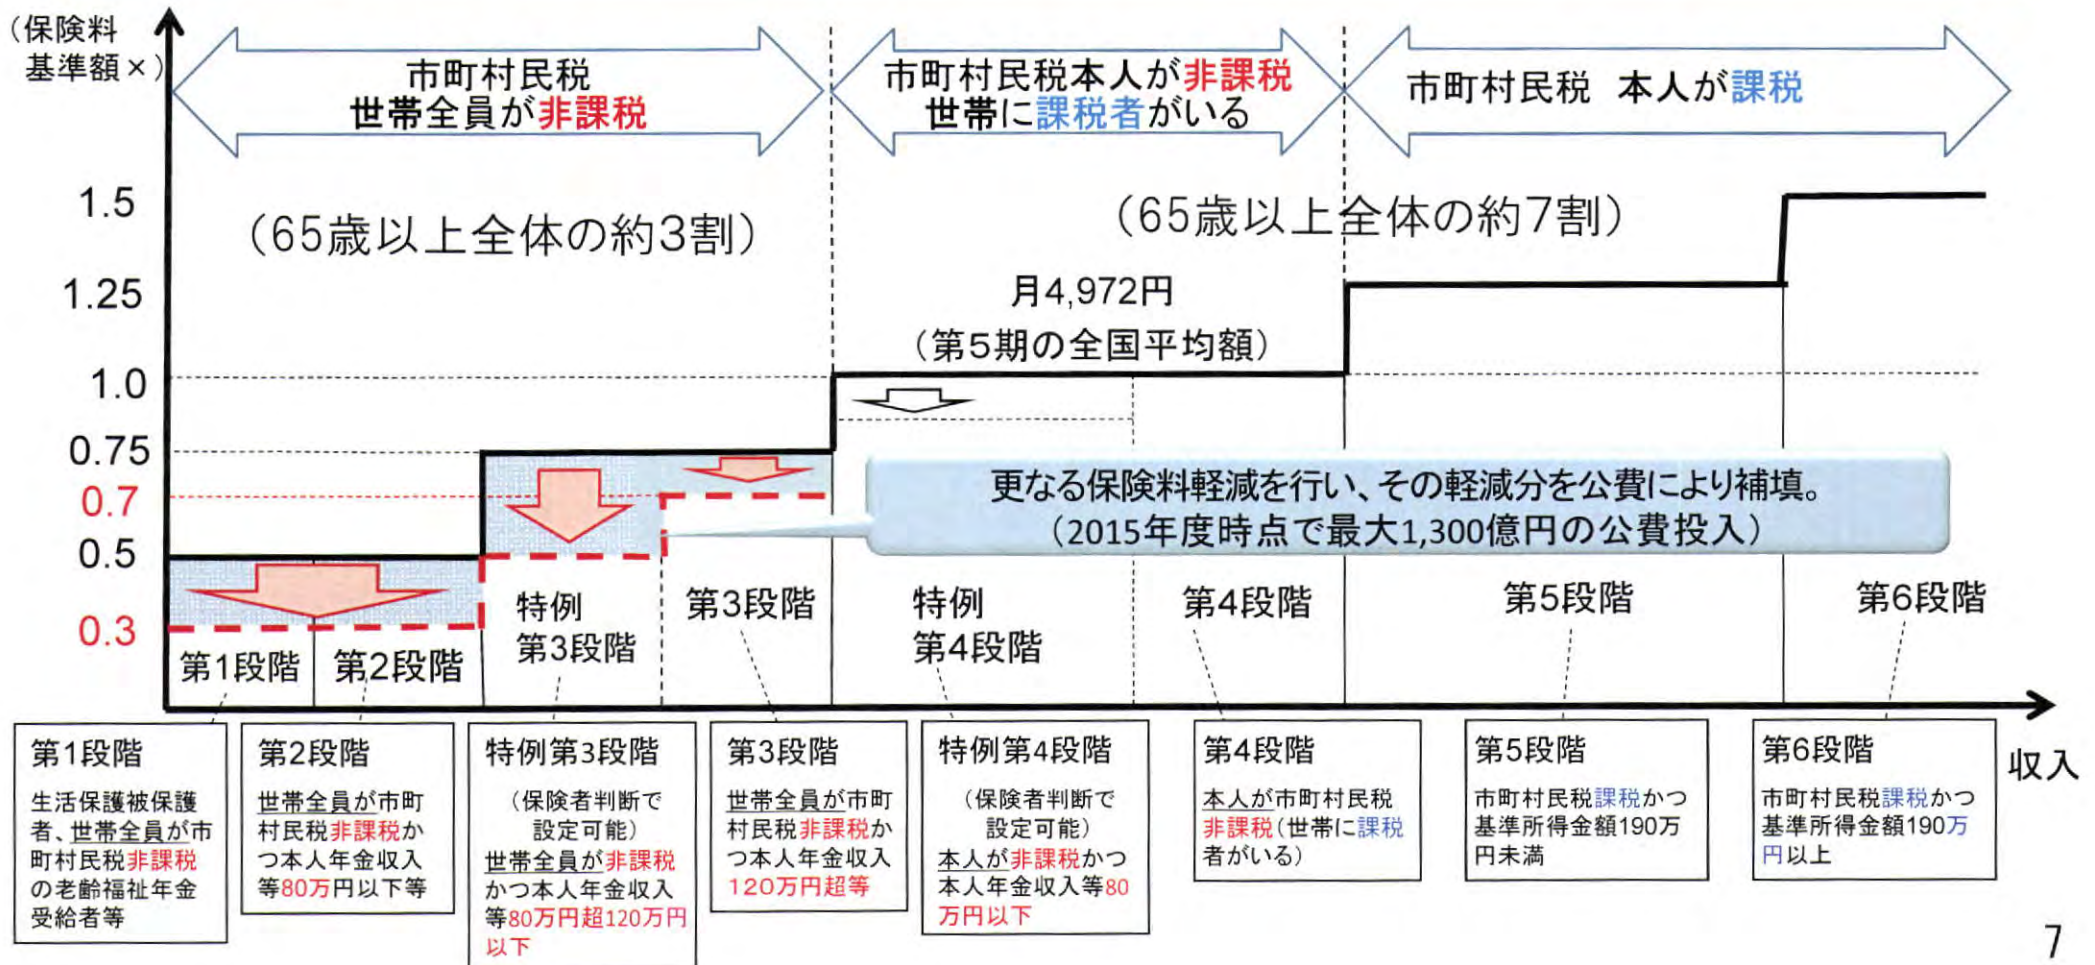 (保険料
基準額×)
市町村民税
世帯全員が非課税
市町村民税本人が非課税
世帯に課税者がいる
市町村民税 本人が課税
1.5
1.25
1.0
0.75
0.7
0.5
0.3
(65歳以上全体の約3割)
(65歳以上全体の約7割)
月4,972円
(第5期の全国平均額)
更なる保険料軽減を行い、その軽減分を公費により補填。
(2015年度時点で最大1,300億円の公費投入)
第1段階
第2段階
特例
第3段階
第3段階
特例
第4段階
第4段階
第5段階
第6段階
収入
第1段階
生活保護被保護
者、世帯全員が市
町村民税非課税
の老齢福祉年金
受給者等
第2段階
世帯全員が市町
村民税非課税か
つ本人年金収入
等80万円以下等
特例第3段階
(保険者判断で
設定可能)
世帯全員が非課税
かつ本人年金収入
等80万円超120万円
以下
第3段階
世帯全員が市町
村民税非課税か
つ本人年金収入
120万円超等
特例第4段階
(保険者判断で
設定可能)
本人が非課税かつ
本人年金収入等80
万円以下
第4段階
本人が市町村民税
非課税(世帯に課税
者がいる)
第5段階
市町村民税課税かつ
基準所得金額190万
円未満
第6段階
市町村民税課税かつ
基準所得金額190万
円以上
7